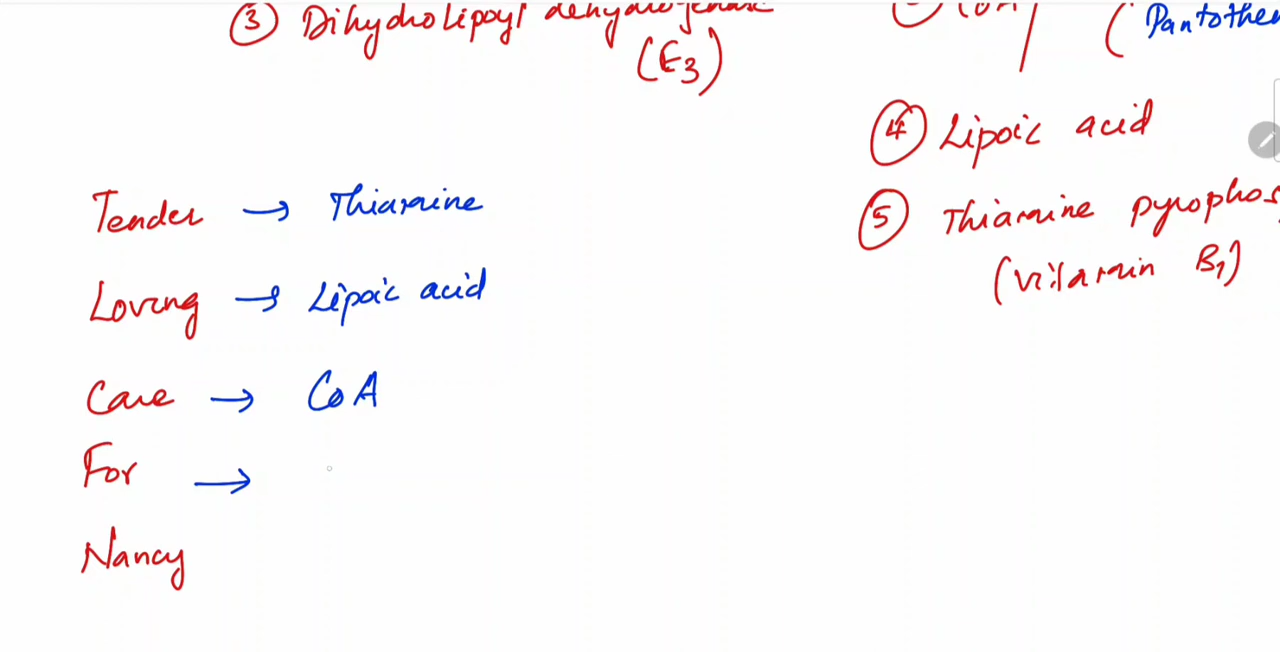 ③ Dihydrolipoyl dehydrogenase
(E3)
(Pantothen
④ Lipoic acid
⑤ Thiamine pyrophos
(vitamin B1)
Tender → Thiamine
Loving → Lipoic acid
Care → CoA
For →
Nancy